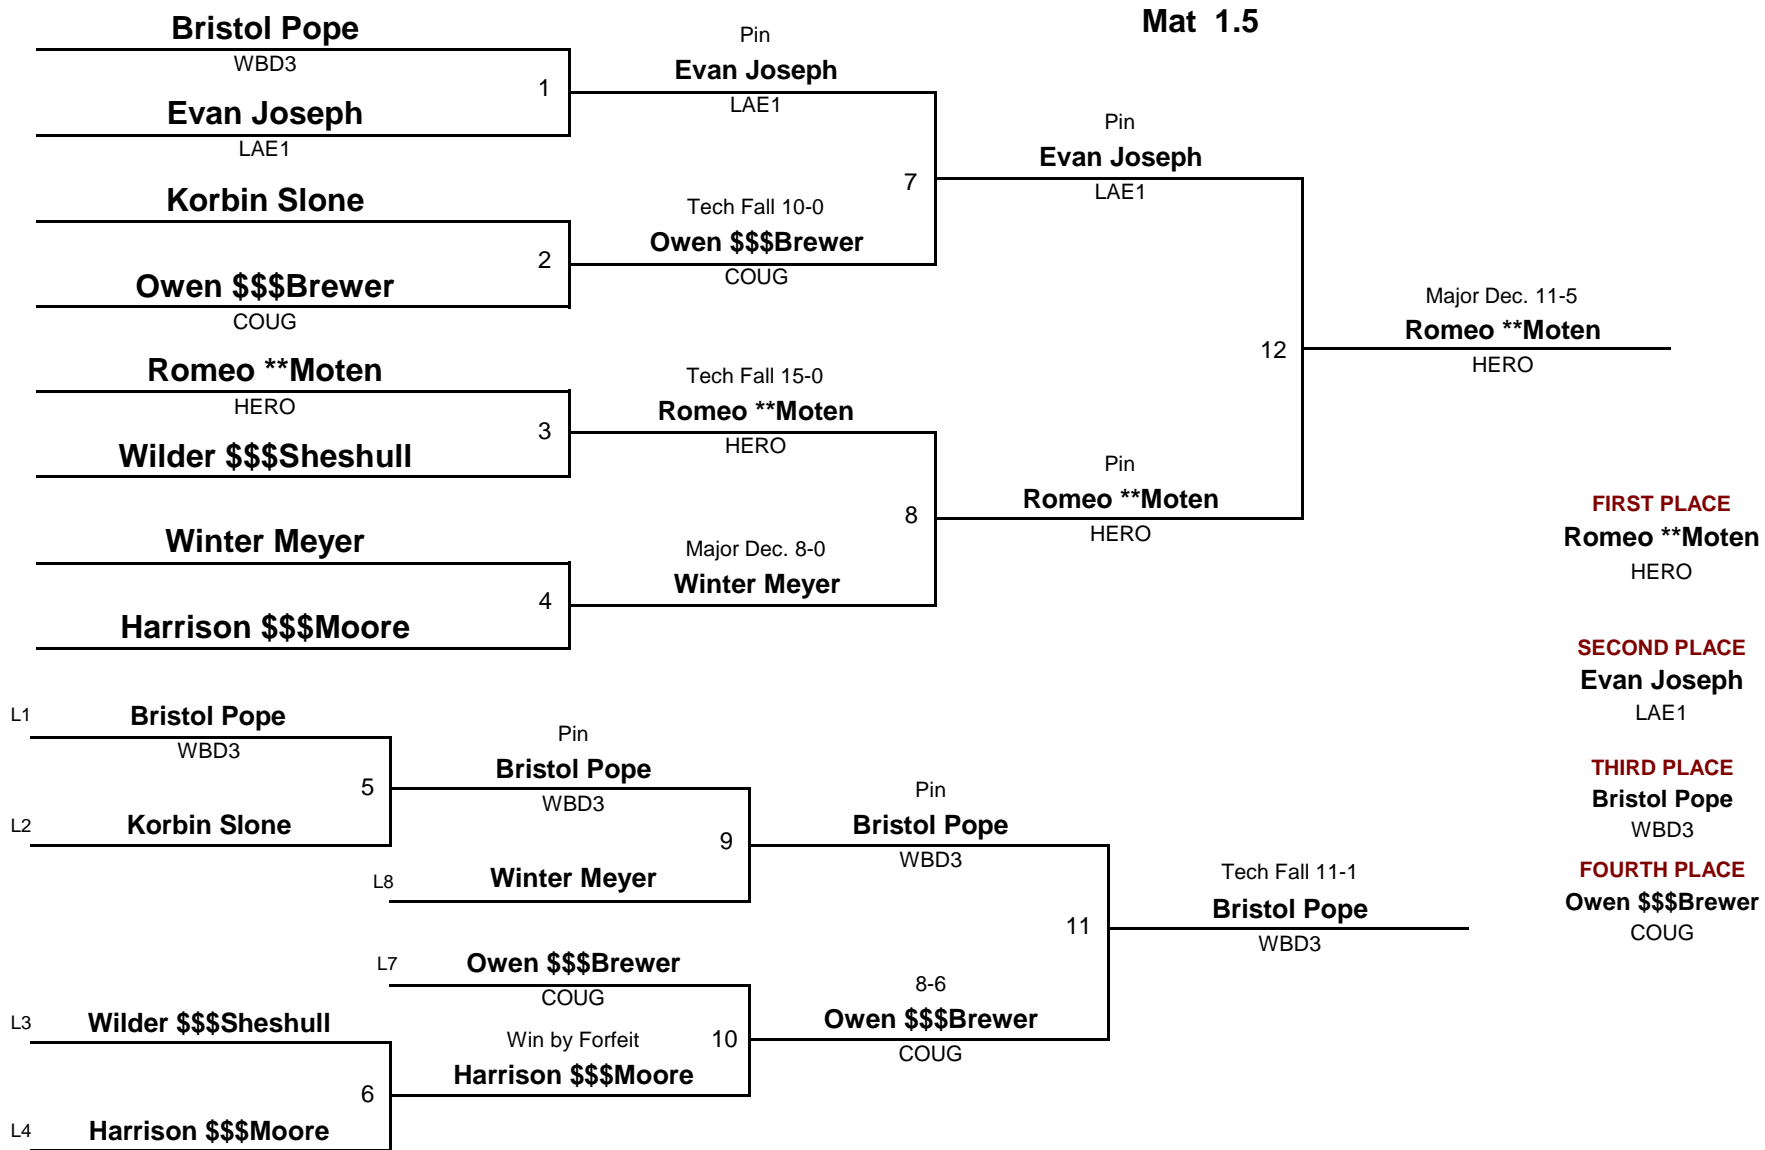 Mat 1.5
Bristol Pope
WBD3
1
Evan Joseph
LAE1
Korbin Slone
2
Owen $$$Brewer
COUG
Romeo **Moten
HERO
3
Wilder $$$Sheshull
Winter Meyer
4
Harrison $$$Moore
Pin
Evan Joseph
LAE1
7
Tech Fall 10-0
Owen $$$Brewer
COUG
Tech Fall 15-0
Romeo **Moten
HERO
8
Major Dec. 8-0
Winter Meyer
Pin
Evan Joseph
LAE1
12
Pin
Romeo **Moten
HERO
Major Dec. 11-5
Romeo **Moten
HERO
L1
Bristol Pope
WBD3
5
L2
Korbin Slone
Pin
Bristol Pope
WBD3
9
L8
Winter Meyer
L7
Owen $$$Brewer
COUG
L3
Wilder $$$Sheshull
Win by Forfeit
10
Harrison $$$Moore
6
L4
Harrison $$$Moore
Pin
Bristol Pope
WBD3
11
8-6
Owen $$$Brewer
COUG
Tech Fall 11-1
Bristol Pope
WBD3
FIRST PLACE
Romeo **Moten
HERO
SECOND PLACE
Evan Joseph
LAE1
THIRD PLACE
Bristol Pope
WBD3
FOURTH PLACE
Owen $$$Brewer
COUG